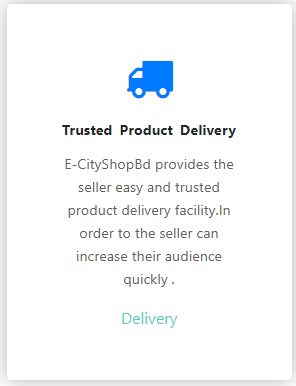 Trusted Product Delivery
E-CityShopBd provides the
seller easy and trusted
product delivery facility.In
order to the seller can
increase their audience
quickly .
Delivery